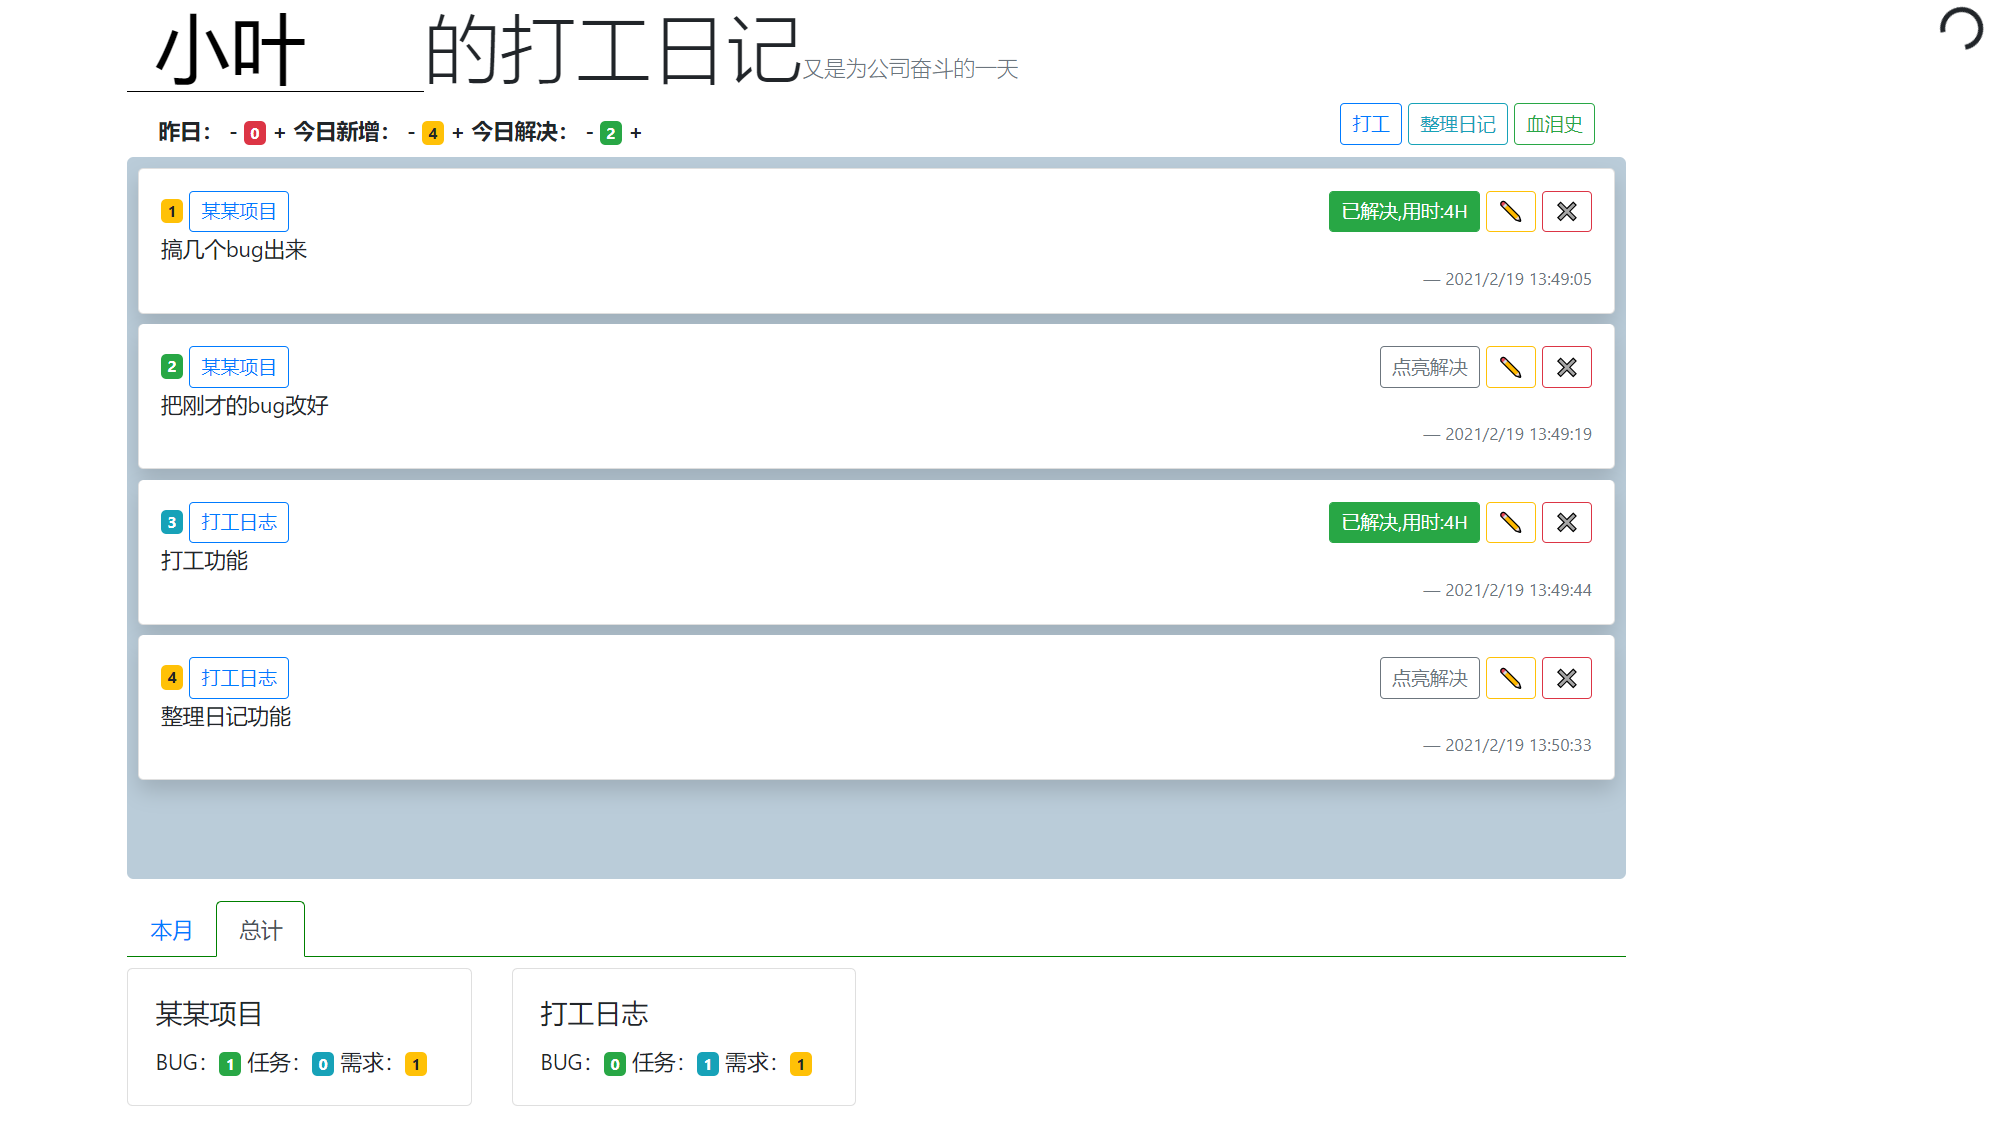 小叶 的打工日记 又是为公司奋斗的一天
昨日： - 0 + 今日新增： - 4 + 今日解决： - 2 + 打工 整理日记 血泪史
1 某某项目 已解决,用时:4H
搞几个bug出来
— 2021/2/19 13:49:05
2 某某项目 点亮解决
把刚才的bug改好
— 2021/2/19 13:49:19
3 打工日志 已解决,用时:4H
打工功能
— 2021/2/19 13:49:44
4 打工日志 点亮解决
整理日记功能
— 2021/2/19 13:50:33
本月 总计
某某项目
BUG： 1 任务： 0 需求： 1
打工日志
BUG： 0 任务： 1 需求： 1